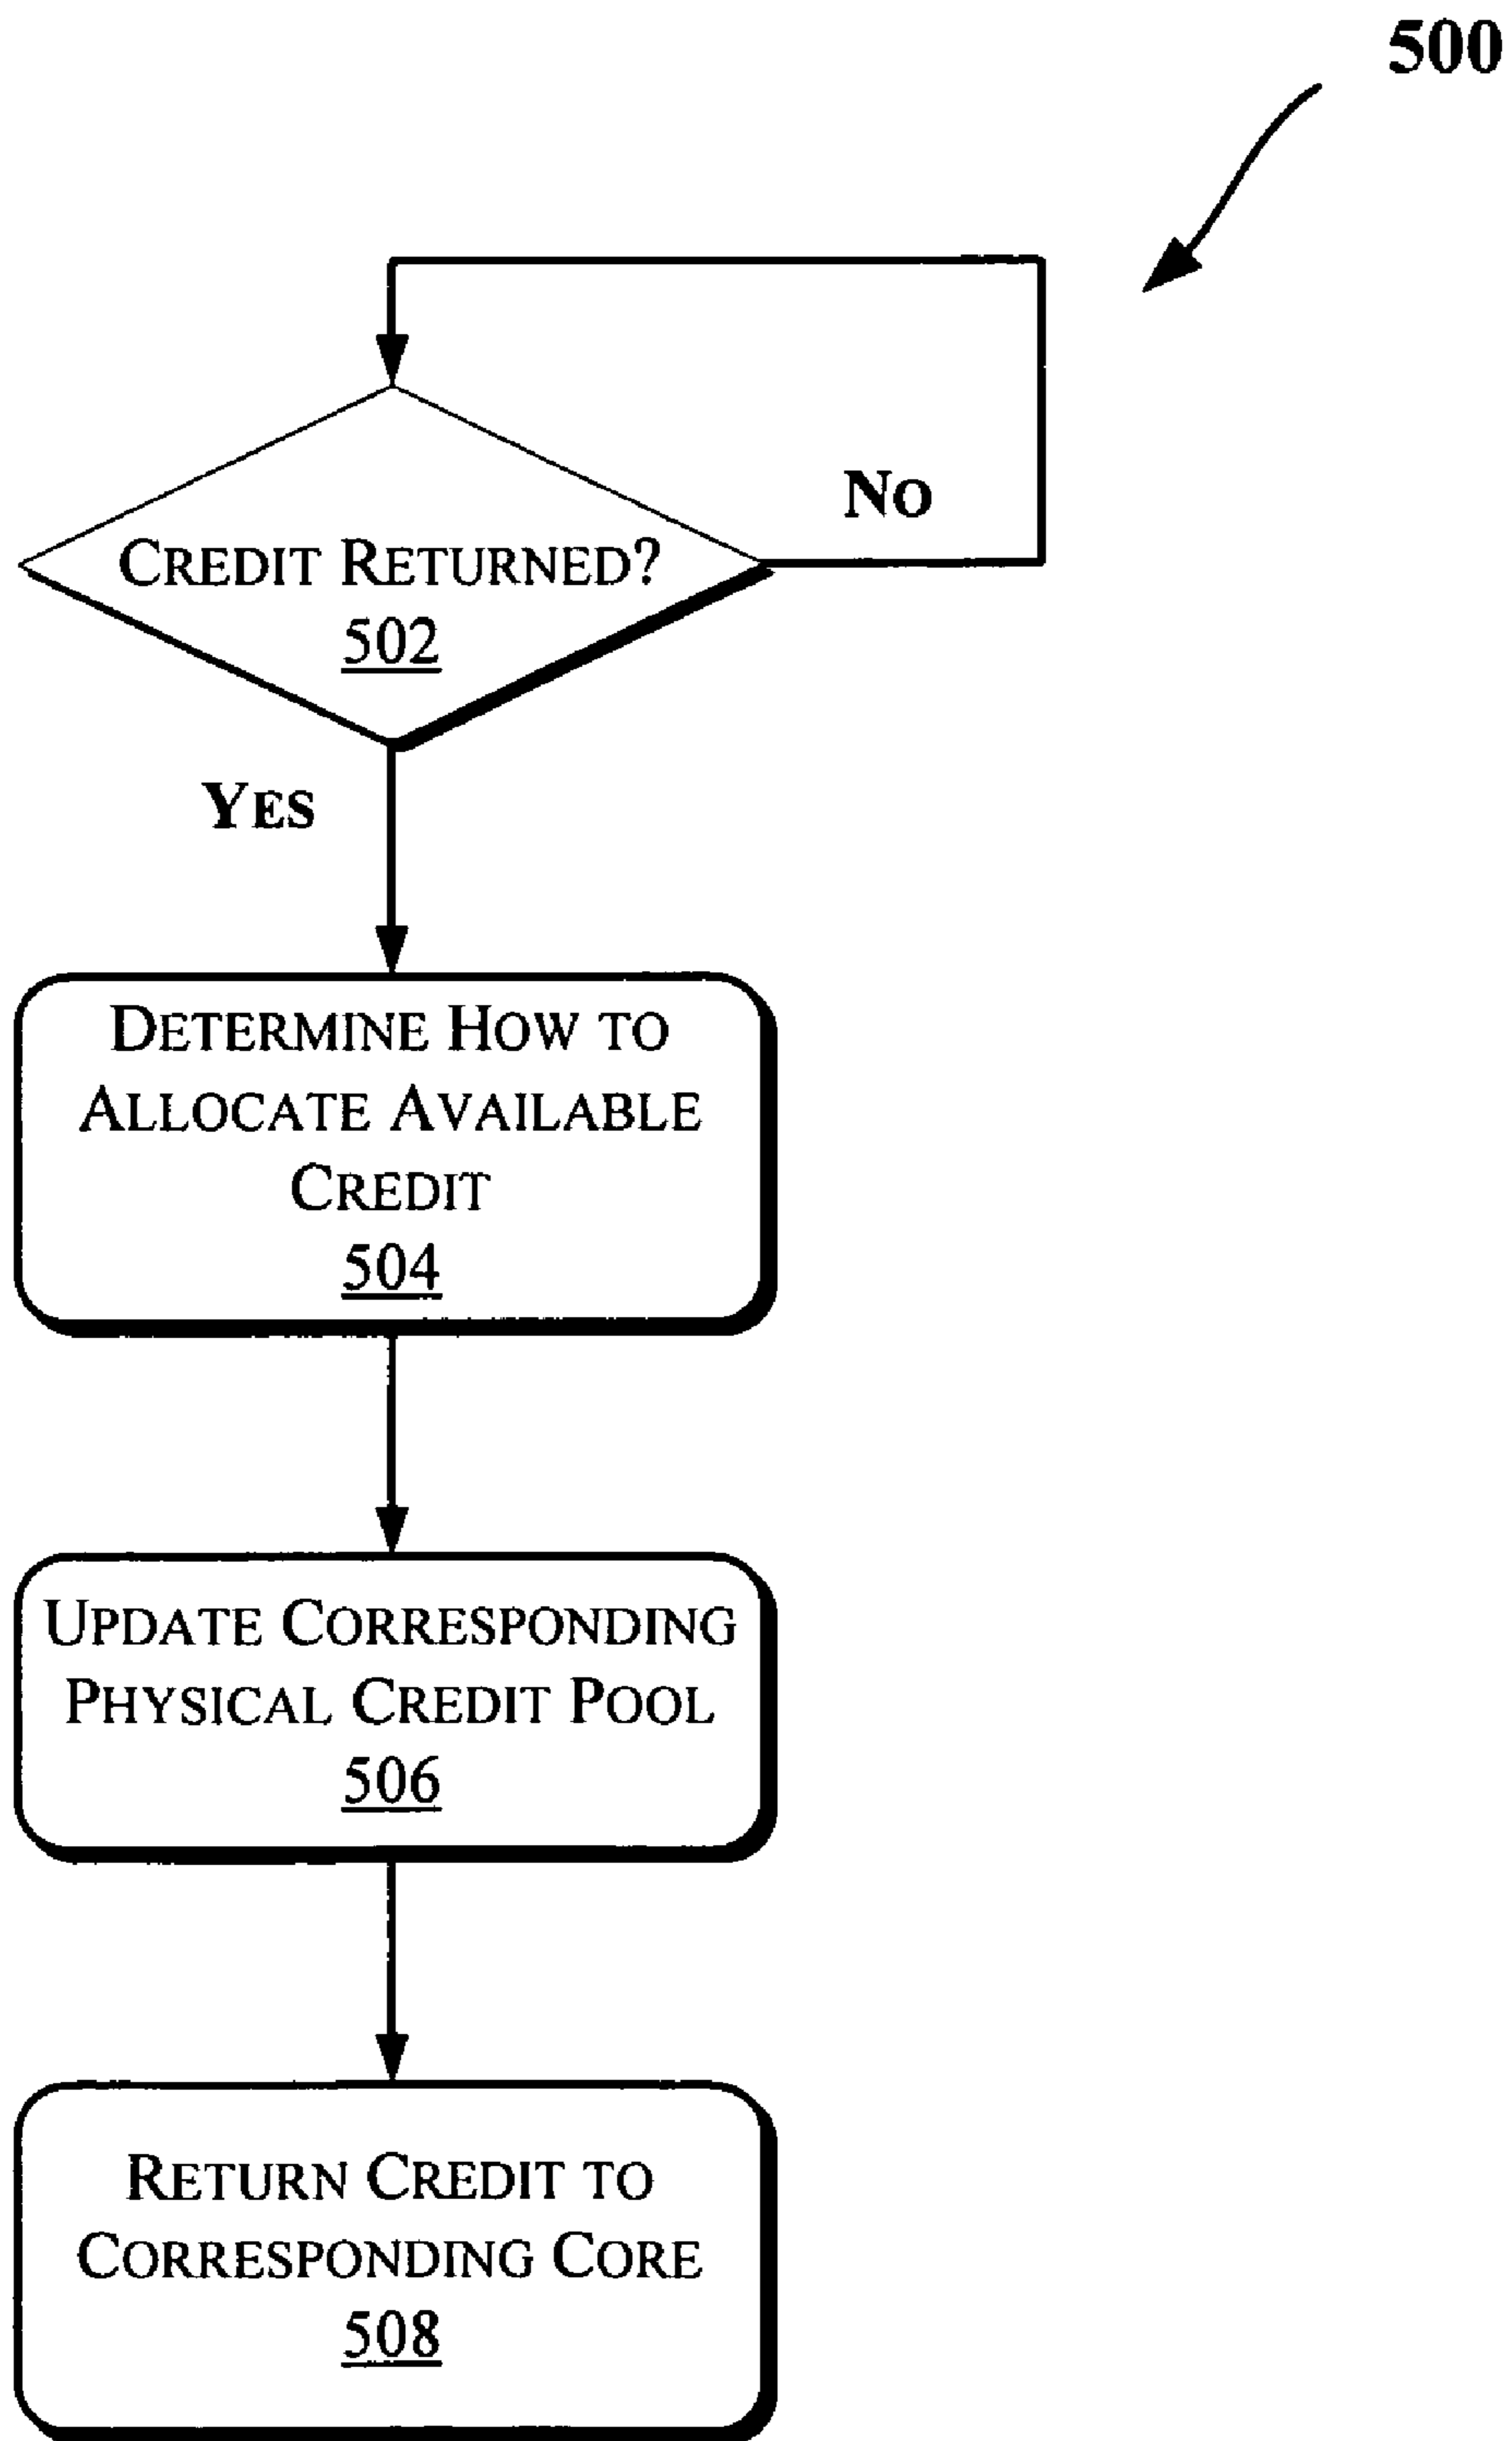 500
NO
CREDIT RETURNED?
502
YES
DETERMINE HOW TO
ALLOCATE AVAILABLE
CREDIT
504
UPDATE CORRESPONDING
PHYSICAL CREDIT POOL
506
RETURN CREDIT TO
CORRESPONDING CORE
508